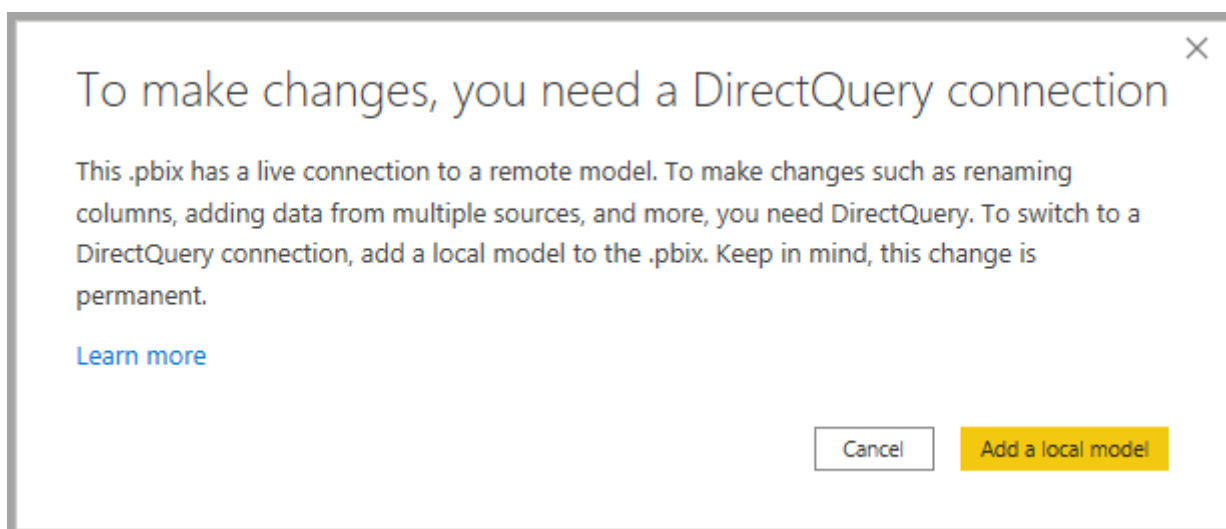 To make changes, you need a DirectQuery connection
This .pbix has a live connection to a remote model. To make changes such as renaming
columns, adding data from multiple sources, and more, you need DirectQuery. To switch to a
DirectQuery connection, add a local model to the .pbix. Keep in mind, this change is
permanent.
Learn more
Cancel
Add a local model